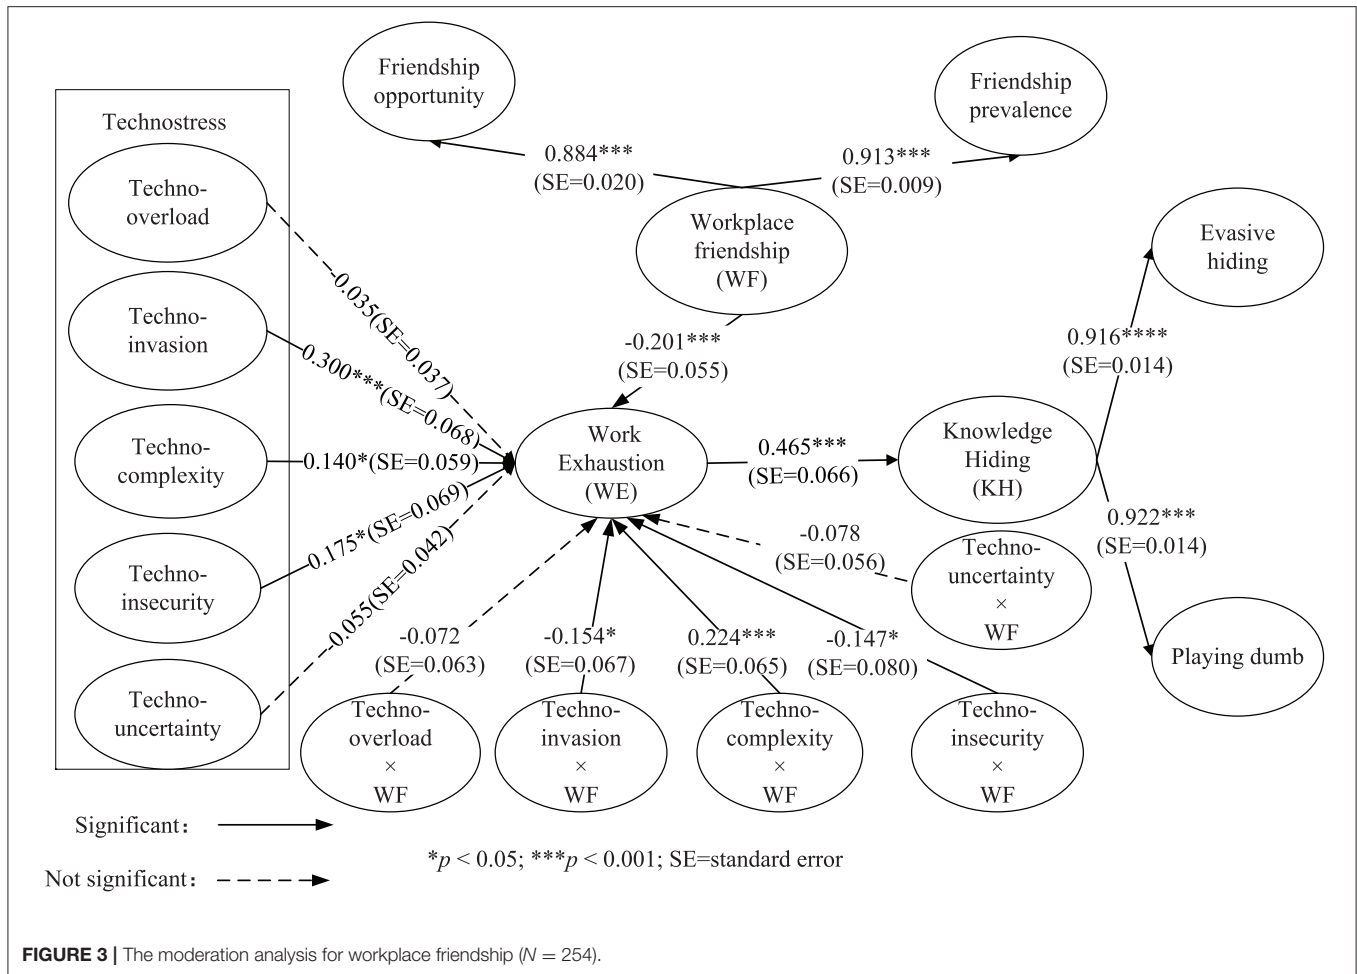 Friendship
opportunity
Friendship
prevalence
Technostress
0.884***
(SE=0.020)
0.913***
(SE=0.009)
Techno-
overload
Workplace
friendship
(WF)
Evasive
hiding
-0.035(SE=0.037)
Techno-
invasion
0.300***(SE=0.068)
-0.201***
(SE=0.055)
0.916****
(SE=0.014)
Techno-
complexity
0.140*(SE=0.059)
Work
Exhaustion
(WE)
0.465***
(SE=0.066)
Knowledge
Hiding
(KH)
0.175*(SE=0.069)
0.922***
(SE=0.014)
Techno-
insecurity
-0.055(SE=0.042)
-0.078
(SE=0.056)
Techno-
uncertainty
×
WF
Playing dumb
Techno-
uncertainty
-0.072
(SE=0.063)
-0.154*
(SE=0.067)
0.224***
(SE=0.065)
-0.147*
(SE=0.080)
Techno-
overload
×
WF
Techno-
invasion
×
WF
Techno-
complexity
×
WF
Techno-
insecurity
×
WF
Significant:
Not significant:
*p < 0.05; ***p < 0.001; SE=standard error
FIGURE 3 | The moderation analysis for workplace friendship (N = 254).